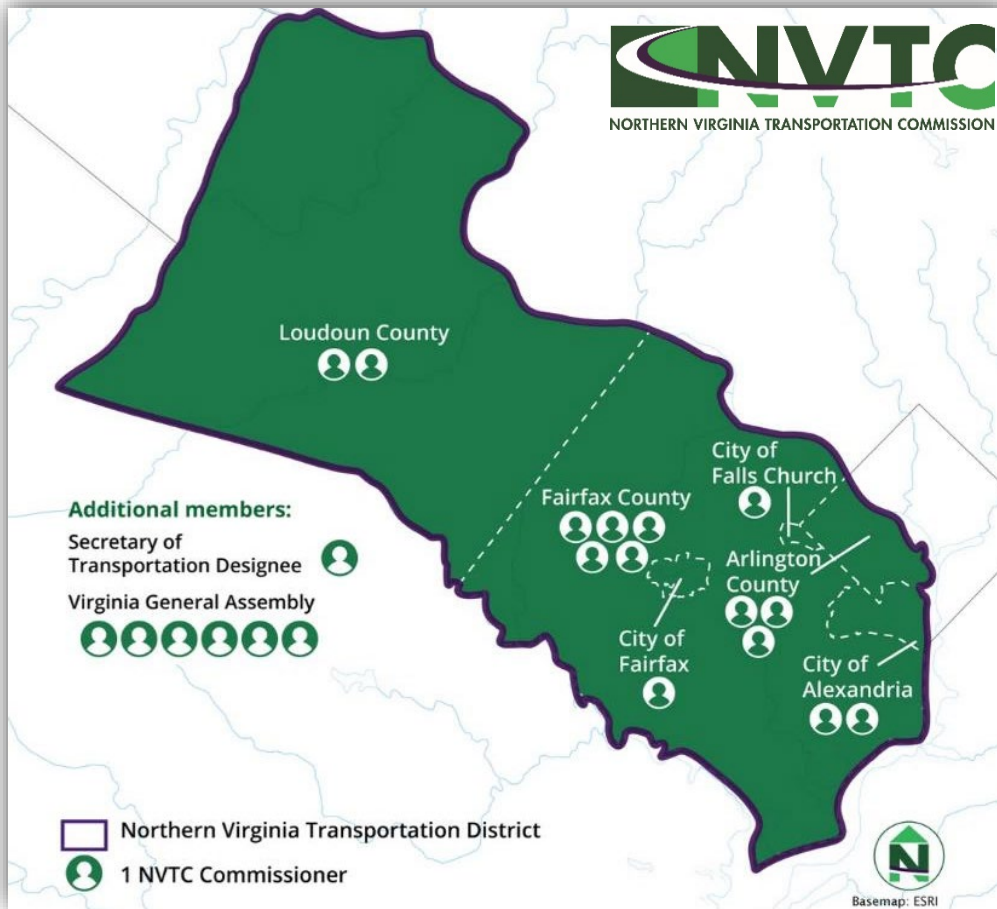 NVTC
NORTHERN VIRGINIA TRANSPORTATION COMMISSION
Loudoun County
City of
Falls Church
Fairfax County
Arlington
County
City of
Fairfax
City of
Alexandria
Additional members:
Secretary of
Transportation Designee
Virginia General Assembly
Northern Virginia Transportation District
1 NVTC Commissioner
N
Basemap: ESRI